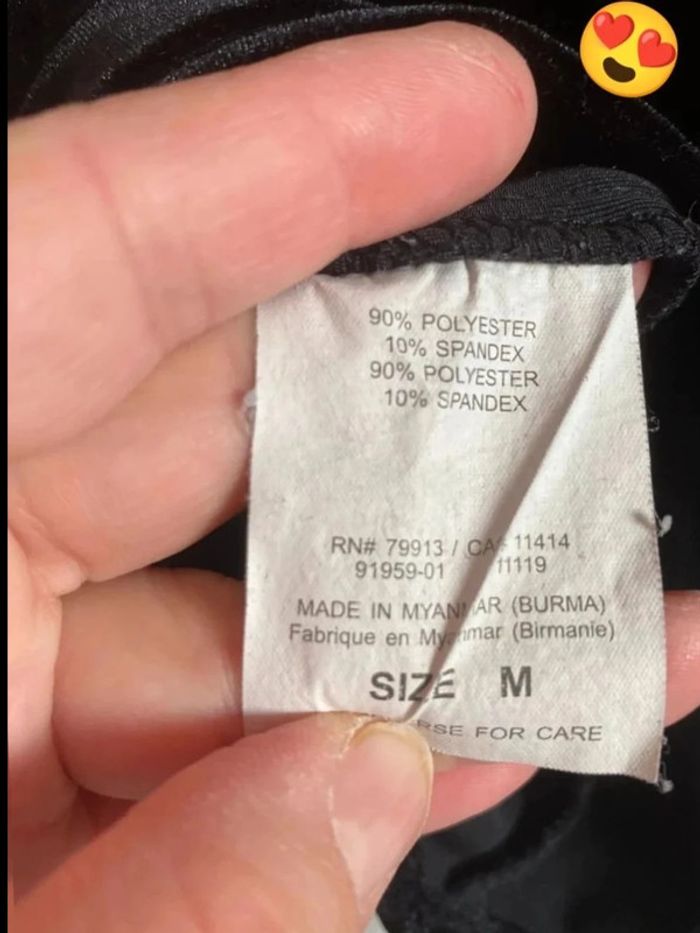 90% POLYESTER
10% SPANDEX
90% POLYESTER
10% SPANDEX
RN# 79913 / CA 11414
91959-01 11119
MADE IN MYANMAR (BURMA)
Fabrique en Myanmar (Birmanie)
SIZE M
FOR CARE